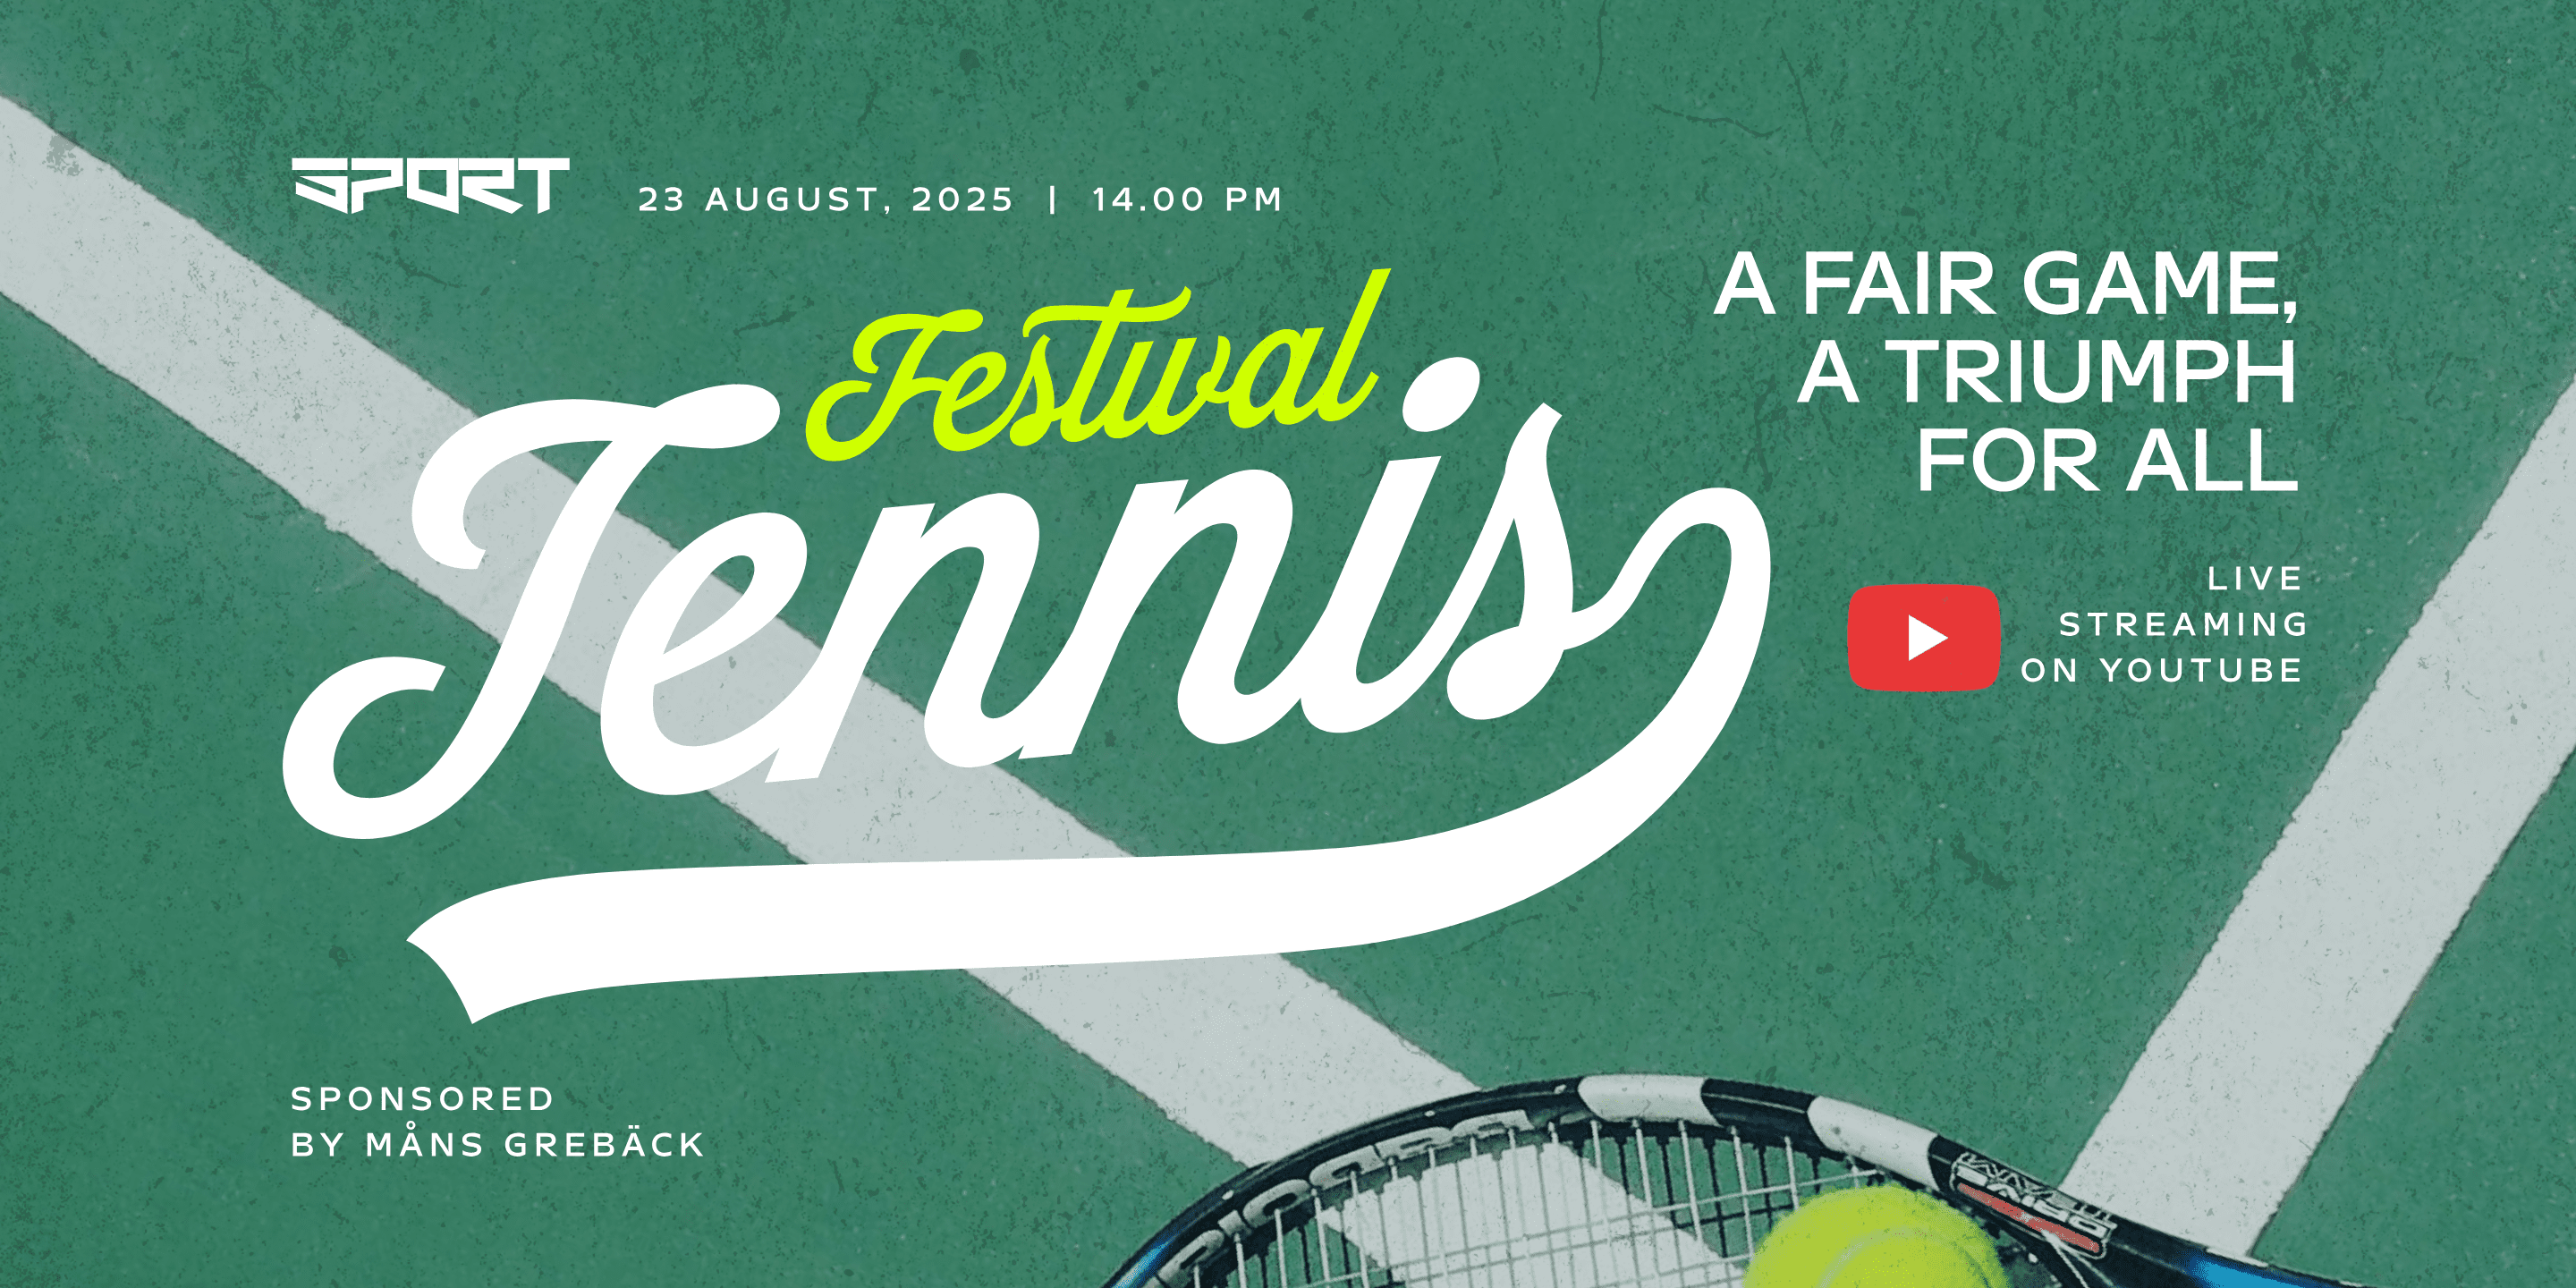 SPORT
23 AUGUST, 2025 | 14.00 PM
Festival
Tennis
A FAIR GAME,
A TRIUMPH
FOR ALL
LIVE
STREAMING
ON YOUTUBE
SPONSORED
BY MÅNS GREBÄCK
Babolat